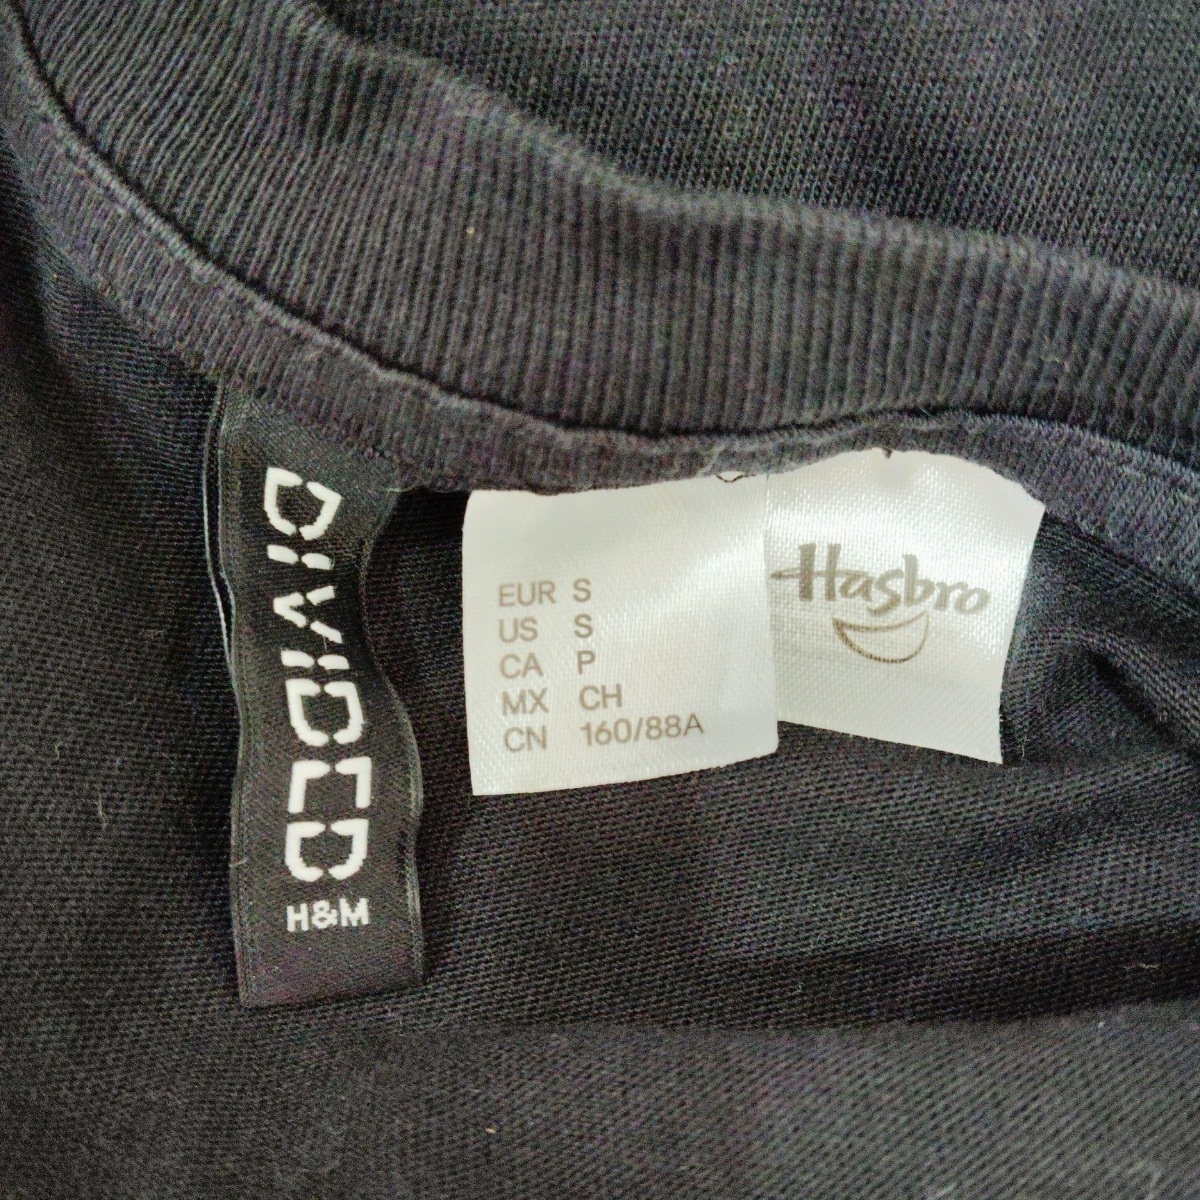 DIVIDED
H&M
EUR S
US S
CA P
MX CH
CN 160/88A
Hasbro